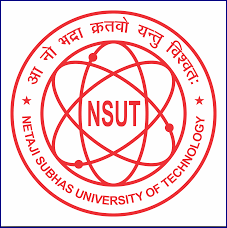 आ नो भद्राः क्रतवो यन्तु विश्वतः
NSUT
NETAJI SUBHAS UNIVERSITY OF TECHNOLOGY